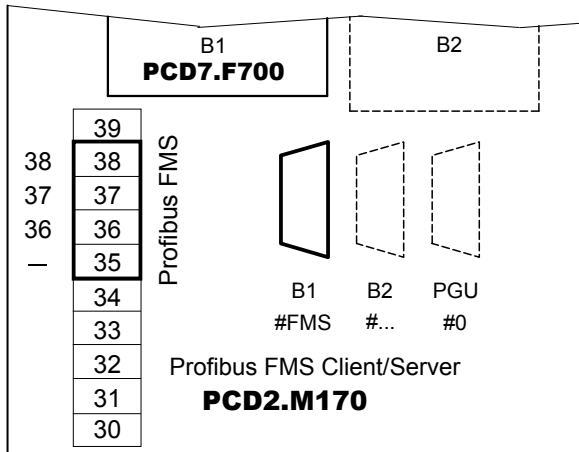 B1
PCD7.F700
B2
39
38 38
37 37
36 36
— 35
34
33
32
31
30
Profibus FMS
B1 B2 PGU
#FMS #... #0
Profibus FMS Client/Server
PCD2.M170